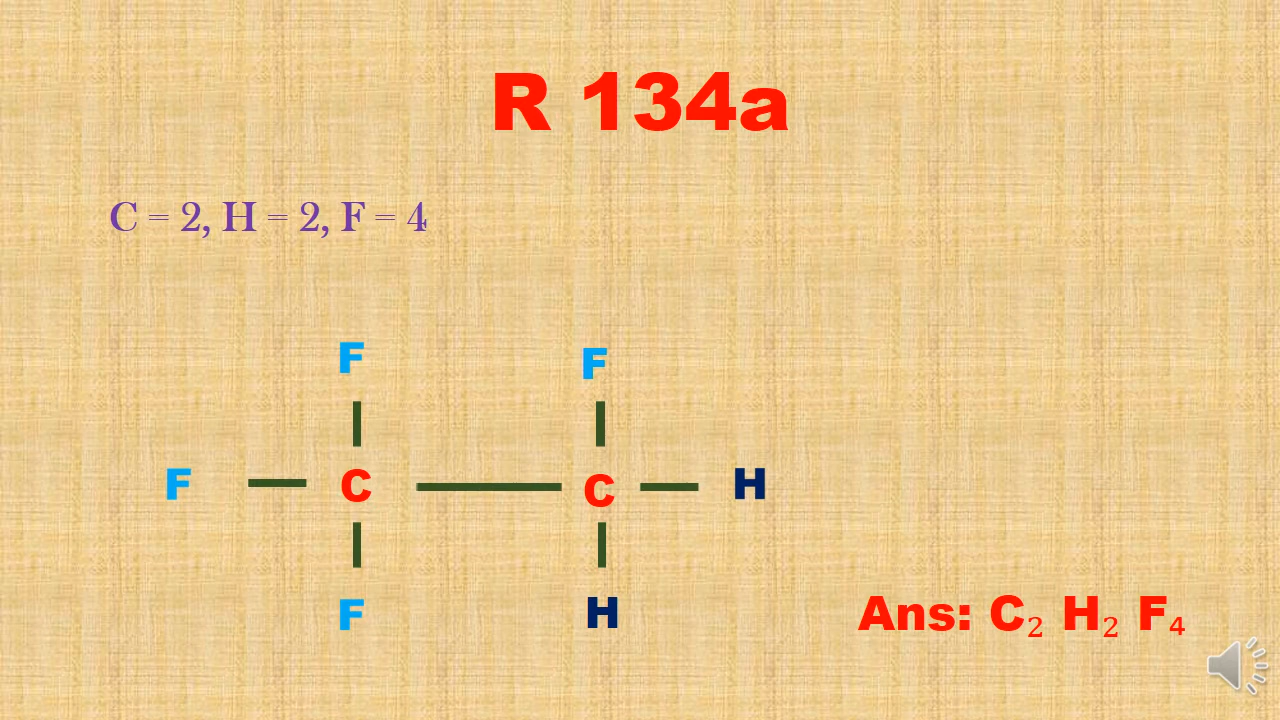 R 134a
C = 2, H = 2, F = 4
F F
F C C H
F H
Ans: C₂ H₂ F₄